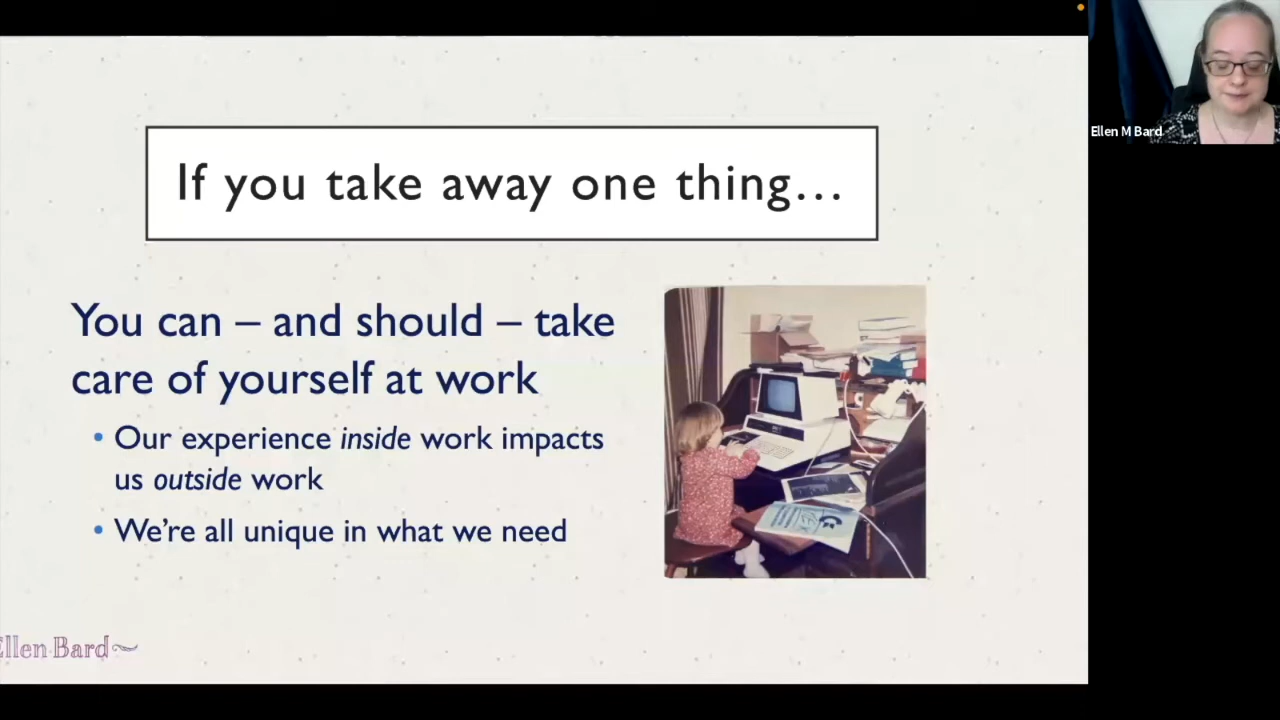 If you take away one thing…
You can – and should – take
care of yourself at work
• Our experience inside work impacts
us outside work
• We're all unique in what we need
Ellen Bard
Ellen M Bard